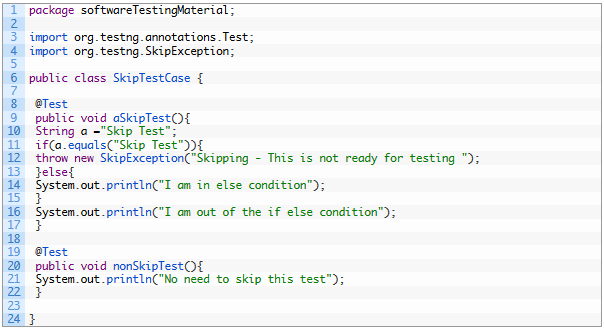 1 package softwareTestingMaterial;
2
3 import org.testng.annotations.Test;
4 import org.testng.SkipException;
5
6 public class SkipTestCase {
7
8 @Test
9 public void aSkipTest(){
10 String a ="Skip Test";
11 if(a.equals("Skip Test")){
12 throw new SkipException("Skipping - This is not ready for testing ");
13 }else{
14 System.out.println("I am in else condition");
15 }
16 System.out.println("I am out of the if else condition");
17 }
18
19 @Test
20 public void nonSkipTest(){
21 System.out.println("No need to skip this test");
22 }
23
24 }